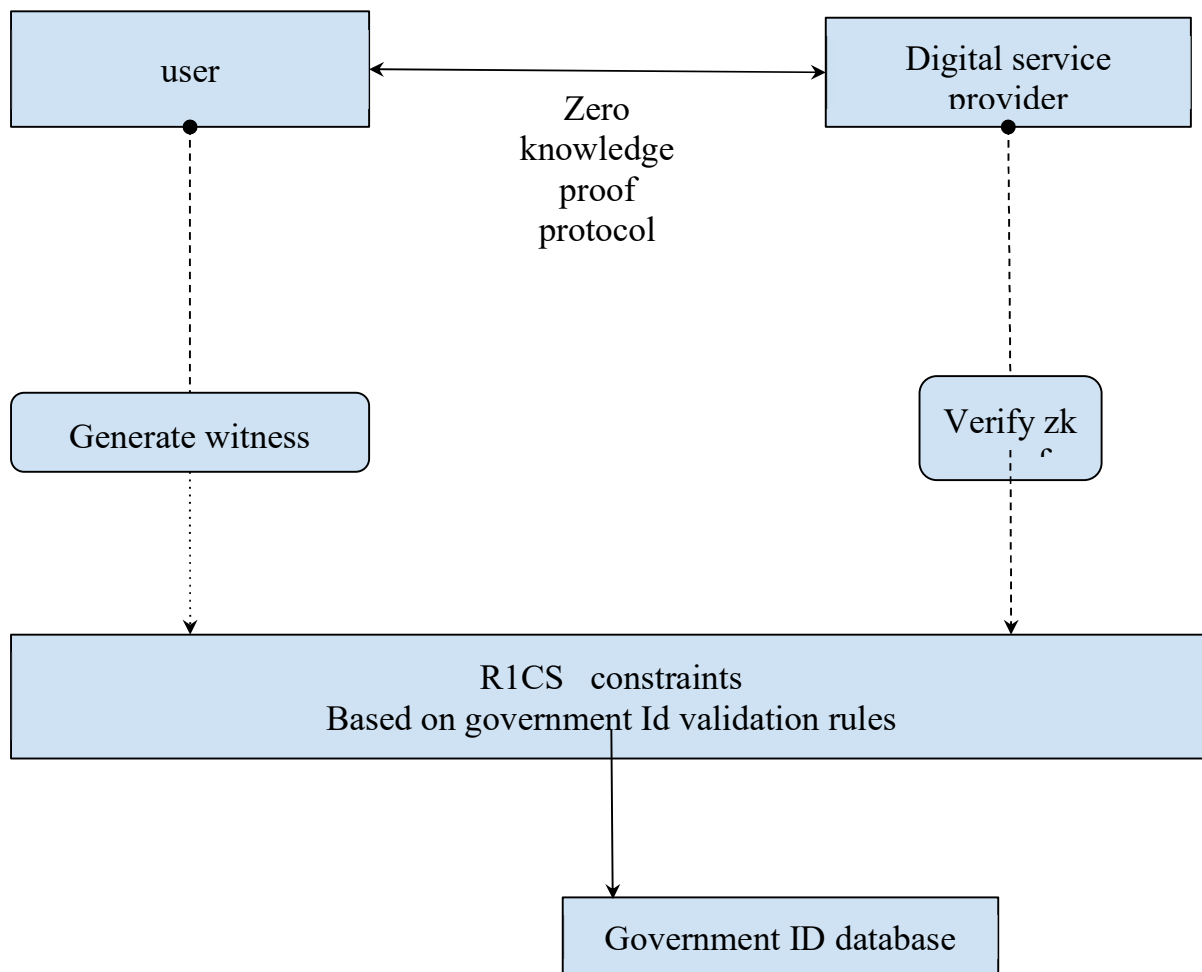 user
Digital service
provider
Zero
knowledge
proof
protocol
Generate witness
Verify zk
R1CS constraints
Based on government Id validation rules
Government ID database